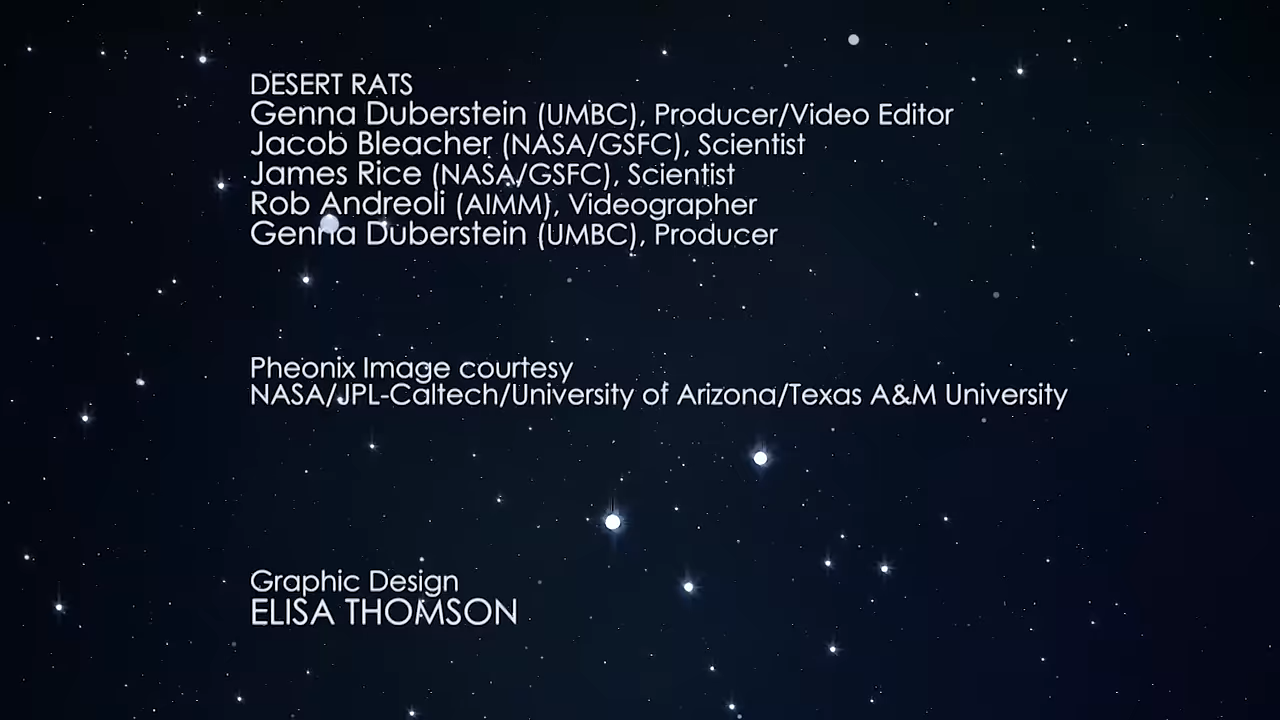 DESERT RATS
Genna Duberstein (UMBC), Producer/Video Editor
Jacob Bleacher (NASA/GSFC), Scientist
James Rice (NASA/GSFC), Scientist
Rob Andreoli (AIMM), Videographer
Genna Duberstein (UMBC), Producer
Pheonix Image courtesy
NASA/JPL-Caltech/University of Arizona/Texas A&M University
Graphic Design
ELISA THOMSON